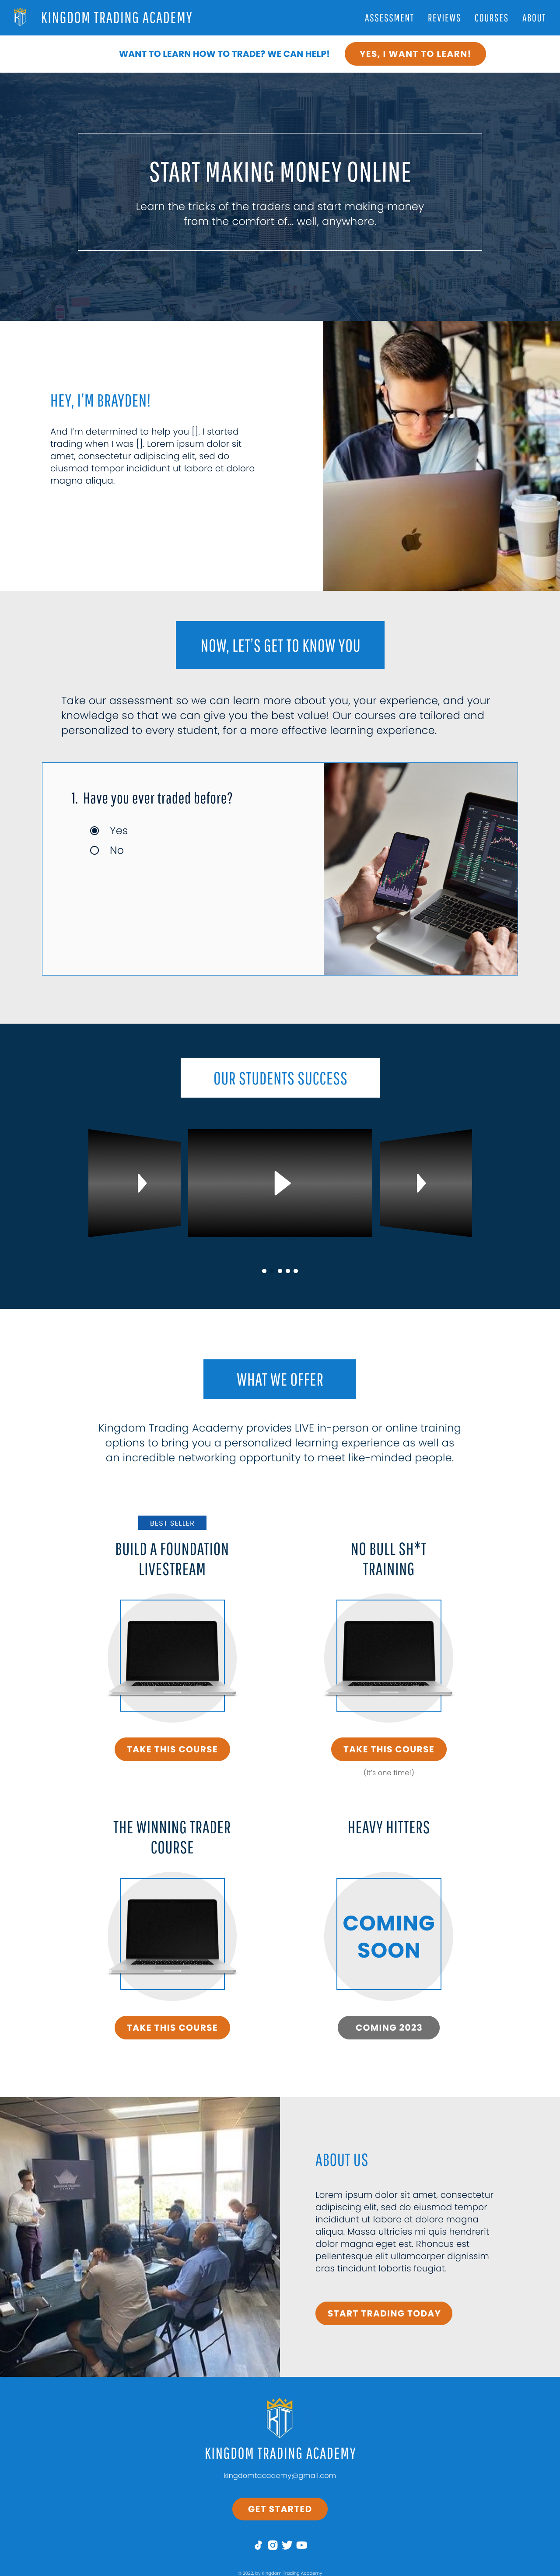 KINGDOM TRADING ACADEMY
ASSESSMENT REVIEWS COURSES ABOUT
WANT TO LEARN HOW TO TRADE? WE CAN HELP!
YES, I WANT TO LEARN!
START MAKING MONEY ONLINE
Learn the tricks of the traders and start making money
from the comfort of... well, anywhere.
HEY, I'M BRAYDEN!
And I'm determined to help you []. I started
trading when I was []. Lorem ipsum dolor sit
amet, consectetur adipiscing elit, sed do
eiusmod tempor incididunt ut labore et dolore
magna aliqua.
NOW, LET'S GET TO KNOW YOU
Take our assessment so we can learn more about you, your experience, and your
knowledge so that we can give you the best value! Our courses are tailored and
personalized to every student, for a more effective learning experience.
1. Have you ever traded before?
Yes
No
OUR STUDENTS SUCCESS
WHAT WE OFFER
Kingdom Trading Academy provides LIVE in-person or online training
options to bring you a personalized learning experience as well as
an incredible networking opportunity to meet like-minded people.
BEST SELLER
BUILD A FOUNDATION
LIVESTREAM
TAKE THIS COURSE
NO BULL SH*T
TRAINING
TAKE THIS COURSE
(It's one time!)
THE WINNING TRADER
COURSE
TAKE THIS COURSE
HEAVY HITTERS
COMING
SOON
COMING 2023
ABOUT US
Lorem ipsum dolor sit amet, consectetur
adipiscing elit, sed do eiusmod tempor
incididunt ut labore et dolore magna
aliqua. Massa ultricies mi quis hendrerit
dolor magna eget est. Rhoncus est
pellentesque elit ullamcorper dignissim
cras tincidunt lobortis feugiat.
START TRADING TODAY
KT
KINGDOM TRADING ACADEMY
kingdomtacademy@gmail.com
GET STARTED
© 2022, by Kingdom Trading Academy